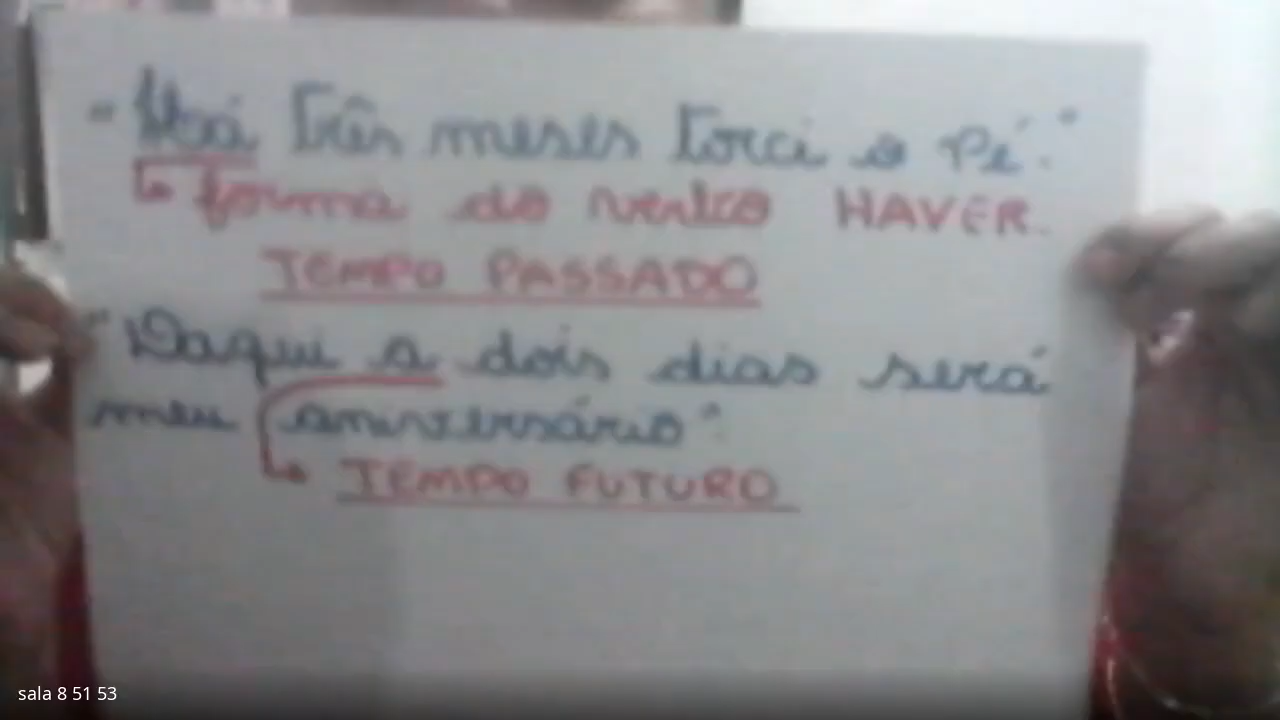 "Há três meses torci o pé."
forma do verbo HAVER.
TEMPO PASSADO
"Daqui a dois dias será
meu aniversário".
TEMPO FUTURO
sala 8 51 53